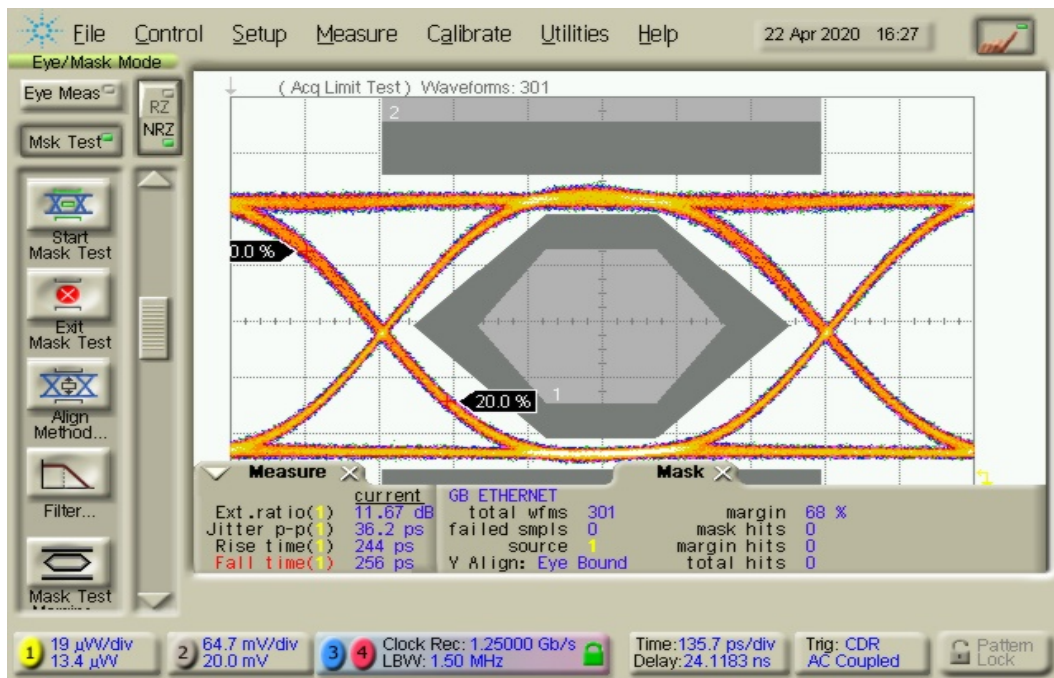 File Control Setup Measure Calibrate Utilities Help 22 Apr 2020 16:27
Eye/Mask Mode
Eye Meas
RZ
NRZ
Msk Test
Start
Mask Test
Exit
Mask Test
Align
Method...
Filter...
Mask Test
( Acq Limit Test ) Waveforms: 301
2
0.0 %
20.0 %
1
Measure
current
Ext.ratio(1) 11.67 dB
Jitter p-p(1) 36.2 ps
Rise time(1) 244 ps
Fall time(1) 256 ps
Mask
GB ETHERNET
total wfms 301 margin 68 %
failed smpls 0 mask hits 0
source 1 margin hits 0
Y Align: Eye Bound total hits 0
1 19 µW/div
13.4 µW
2 64.7 mV/div
20.0 mV
3 4 Clock Rec: 1.25000 Gb/s
LBW: 1.50 MHz
Time:135.7 ps/div
Delay:24.1183 ns
Trig: CDR
AC Coupled
Pattern
Lock